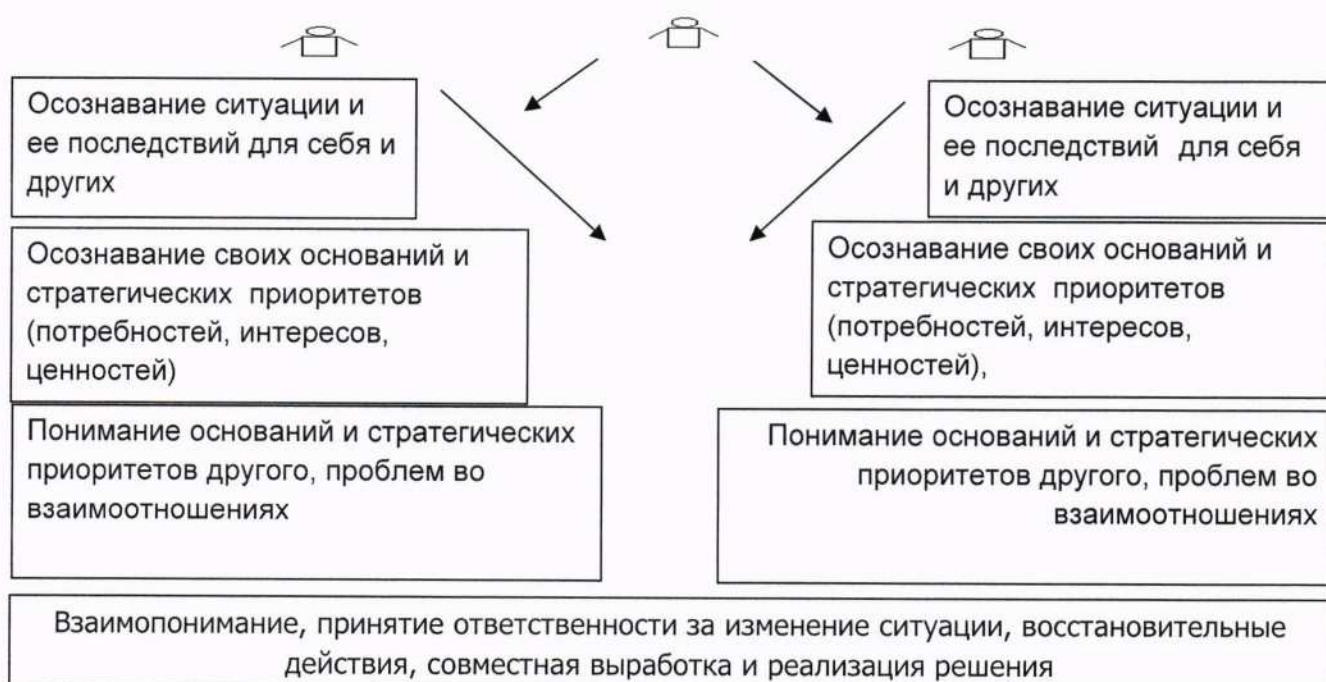 Осознавание ситуации и
ее последствий для себя и
других
Осознавание ситуации и
ее последствий для себя
и других
Осознавание своих оснований и
стратегических приоритетов
(потребностей, интересов,
ценностей)
Осознавание своих оснований и
стратегических приоритетов
(потребностей, интересов,
ценностей),
Понимание оснований и стратегических
приоритетов другого, проблем во
взаимоотношениях
Понимание оснований и стратегических
приоритетов другого, проблем во
взаимоотношениях
Взаимопонимание, принятие ответственности за изменение ситуации, восстановительные
действия, совместная выработка и реализация решения